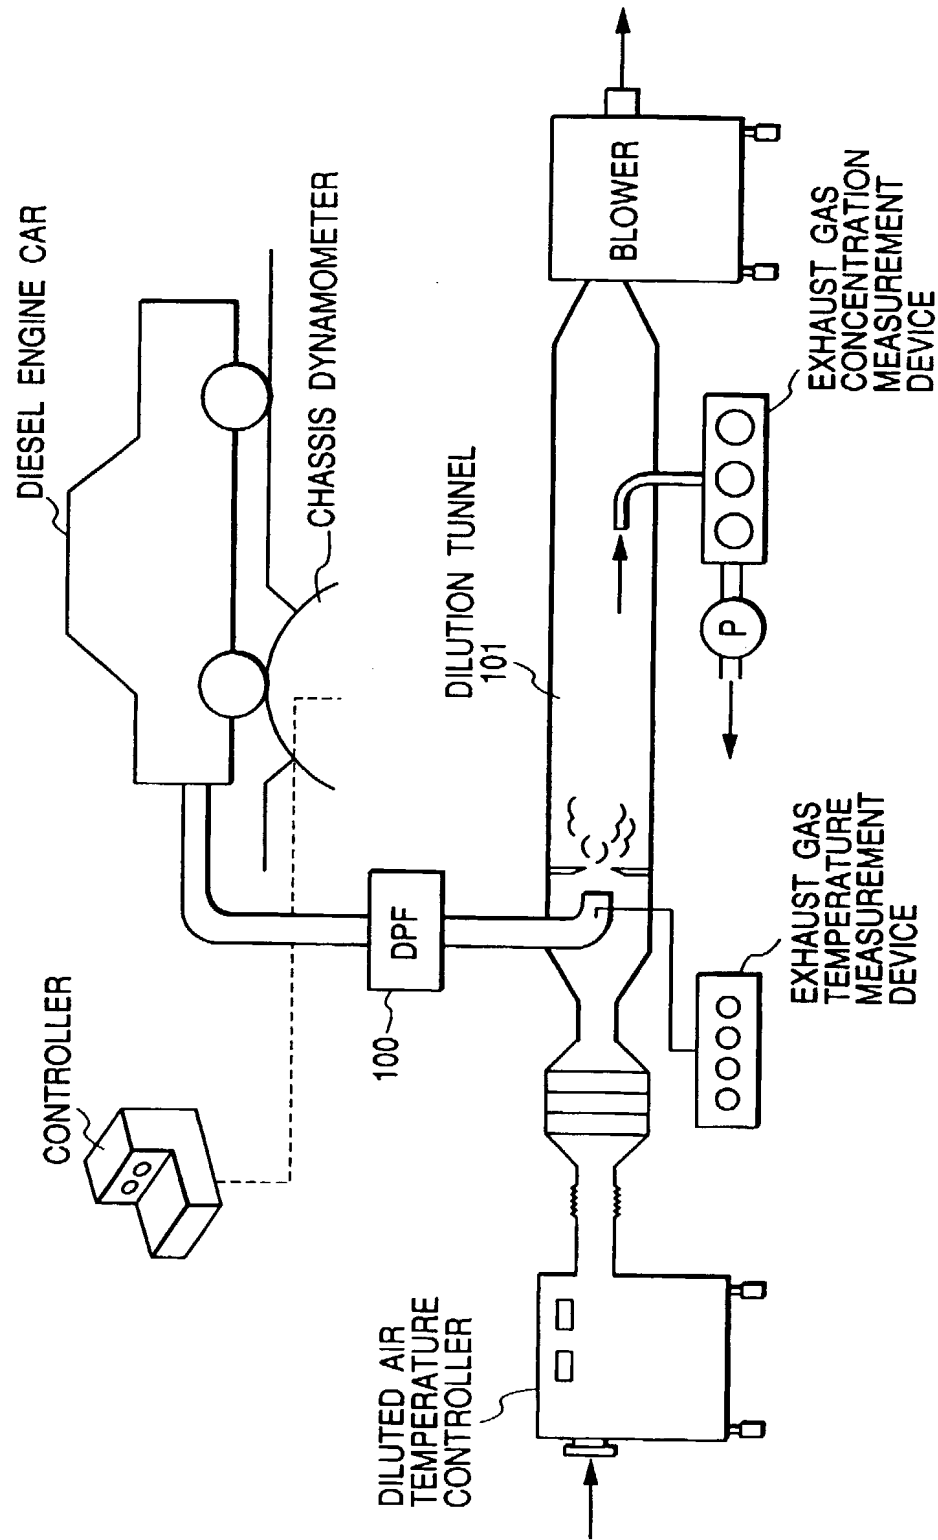 DIESEL ENGINE CAR
CONTROLLER
CHASSIS DYNAMOMETER
DPF
100
DILUTION TUNNEL
101
BLOWER
DILUTED AIR
TEMPERATURE
CONTROLLER
P
EXHAUST GAS
TEMPERATURE
MEASUREMENT
DEVICE
EXHAUST GAS
CONCENTRATION
MEASUREMENT
DEVICE